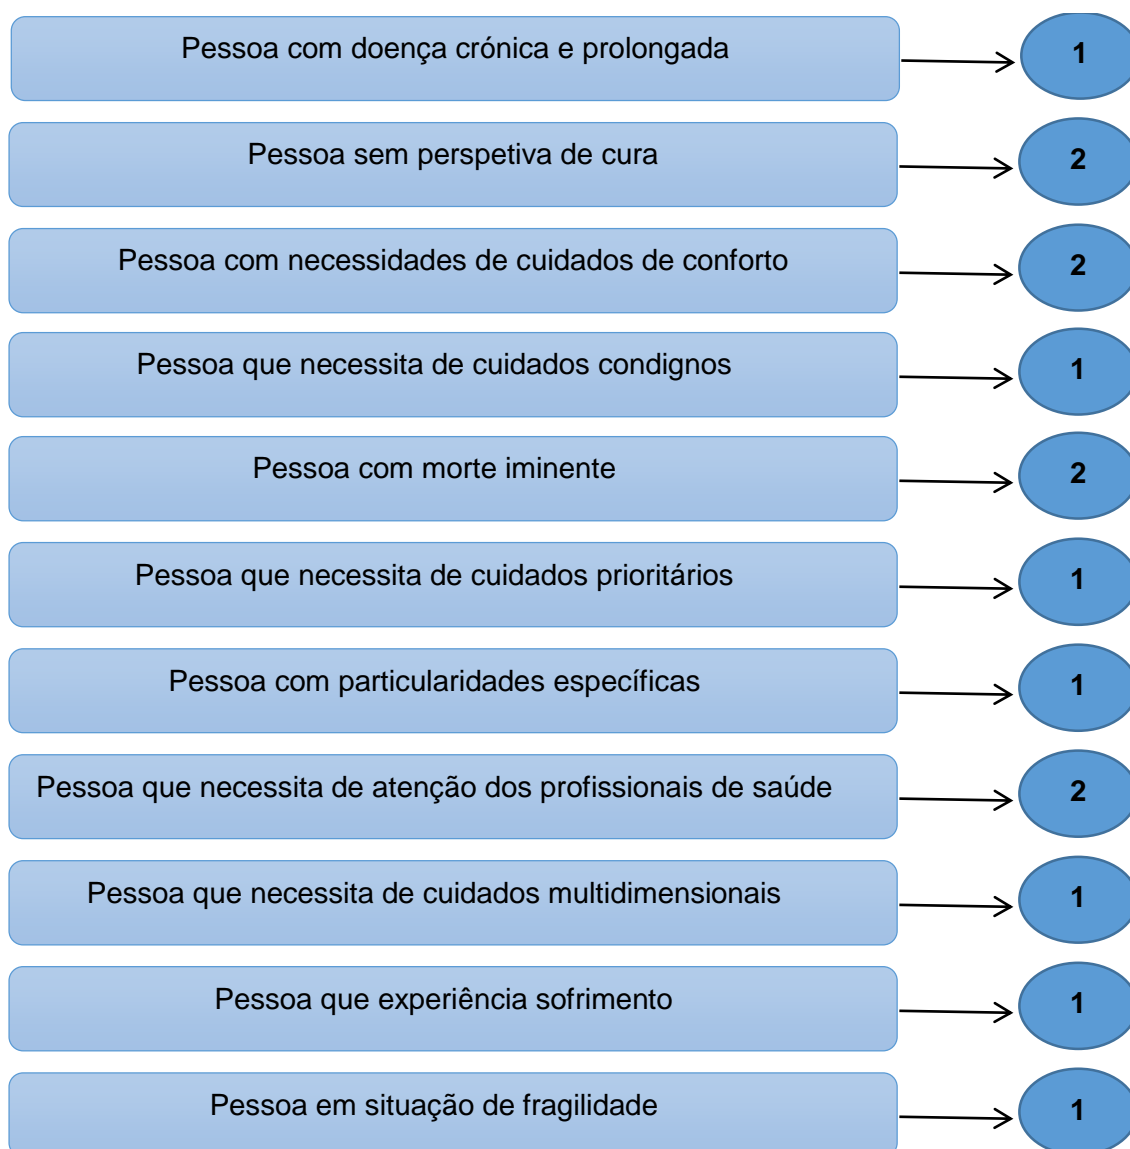 Pessoa com doença crónica e prolongada 1
Pessoa sem perspetiva de cura 2
Pessoa com necessidades de cuidados de conforto 2
Pessoa que necessita de cuidados condignos 1
Pessoa com morte iminente 2
Pessoa que necessita de cuidados prioritários 1
Pessoa com particularidades específicas 1
Pessoa que necessita de atenção dos profissionais de saúde 2
Pessoa que necessita de cuidados multidimensionais 1
Pessoa que experiência sofrimento 1
Pessoa em situação de fragilidade 1